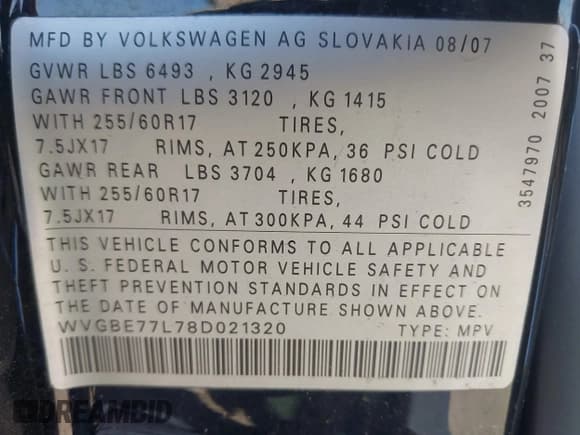 MFD BY VOLKSWAGEN AG SLOVAKIA 08/07
GVWR LBS 6493 , KG 2945
GAWR FRONT LBS 3120 , KG 1415
WITH 255/60R17 TIRES,
7.5JX17 RIMS, AT 250KPA, 36 PSI COLD
GAWR REAR LBS 3704 , KG 1680
WITH 255/60R17 TIRES,
7.5JX17 RIMS, AT 300KPA, 44 PSI COLD
THIS VEHICLE CONFORMS TO ALL APPLICABLE
U. S. FEDERAL MOTOR VEHICLE SAFETY AND
THEFT PREVENTION STANDARDS IN EFFECT ON
THE DATE OF MANUFACTURE SHOWN ABOVE.
WVGBE77L78D021320 TYPE: MPV
3547970 2007 37
DREAMBID